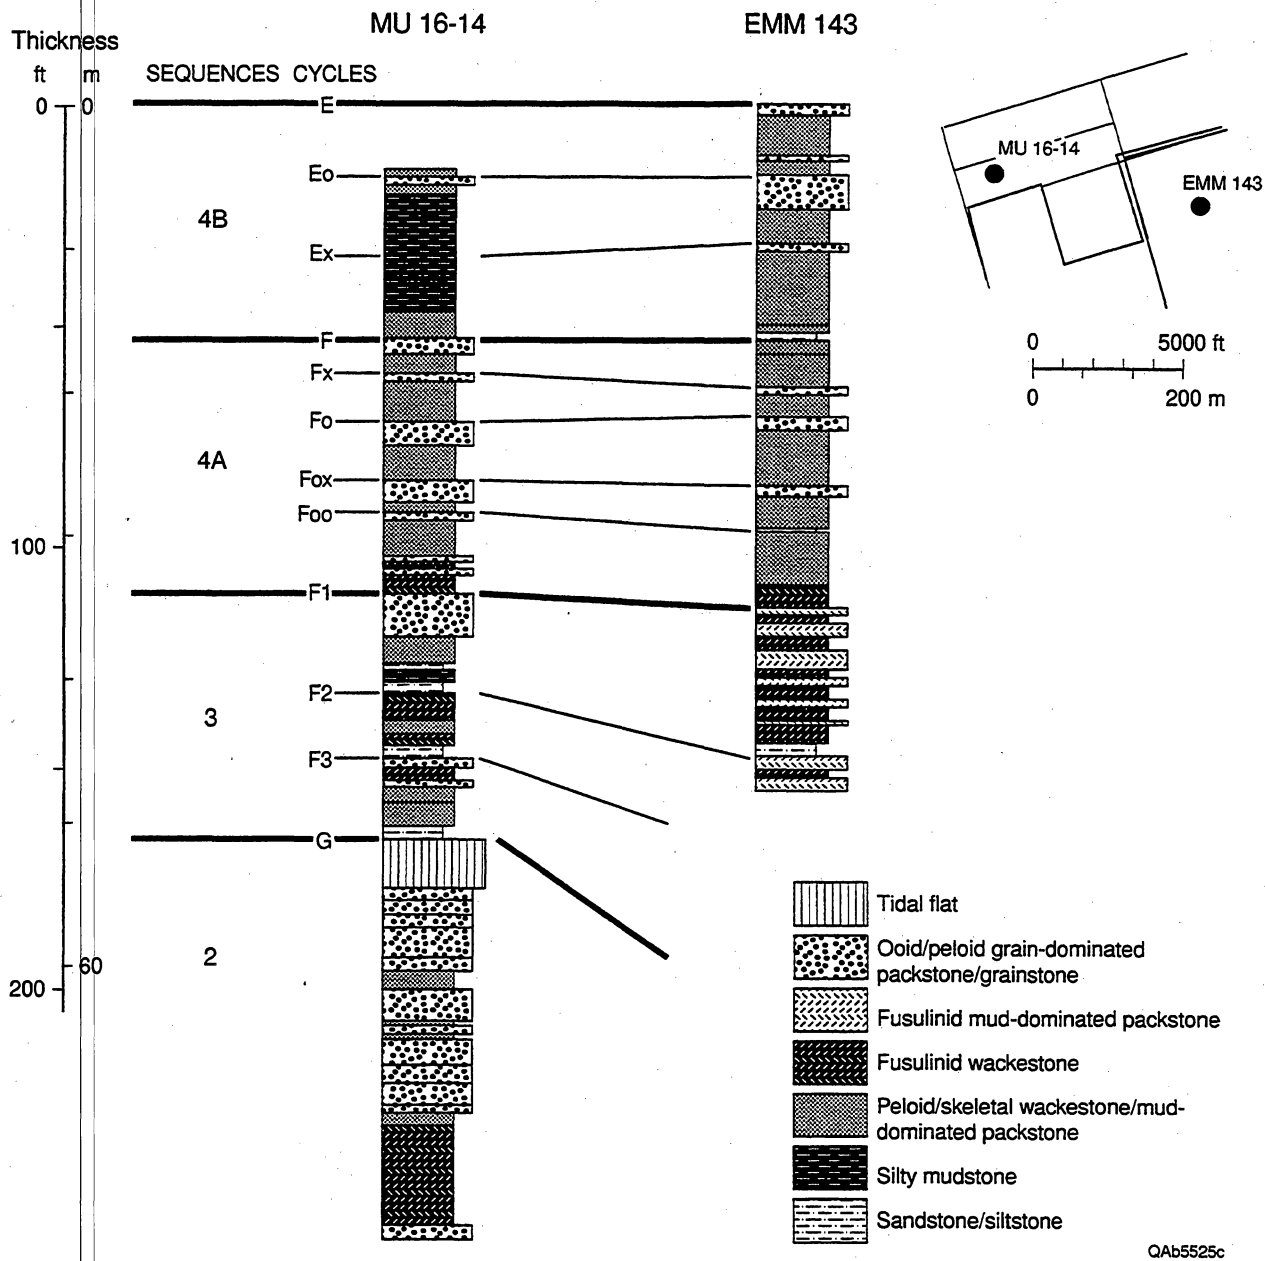 MU 16-14
EMM 143
Thickness
ft m
SEQUENCES CYCLES
0 0
E
Eo
4B
Ex
F
Fx
Fo
4A
Fox
Foo
100
F1
F2
3
F3
G
2
60
200
MU 16-14
EMM 143
0 5000 ft
0 200 m
Tidal flat
Ooid/peloid grain-dominated
packstone/grainstone
Fusulinid mud-dominated packstone
Fusulinid wackestone
Peloid/skeletal wackestone/mud-
dominated packstone
Silty mudstone
Sandstone/siltstone
QAb5525c